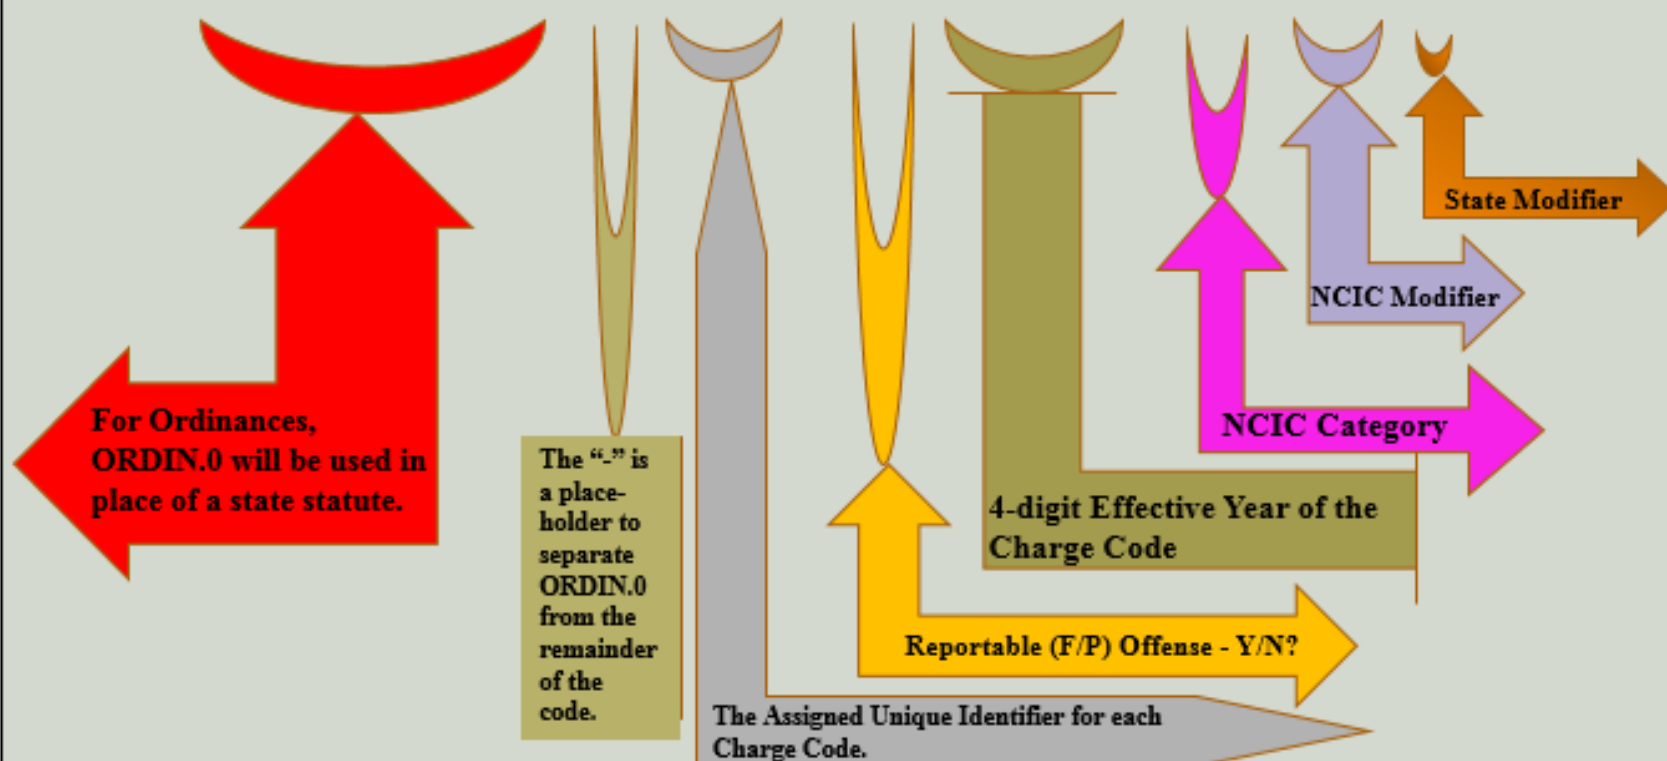 For Ordinances,
ORDIN.0 will be used in
place of a state statute.
The “-” is
a place-
holder to
separate
ORDIN.0
from the
remainder
of the
code.
The Assigned Unique Identifier for each
Charge Code.
Reportable (F/P) Offense - Y/N?
4-digit Effective Year of the
Charge Code
NCIC Category
NCIC Modifier
State Modifier